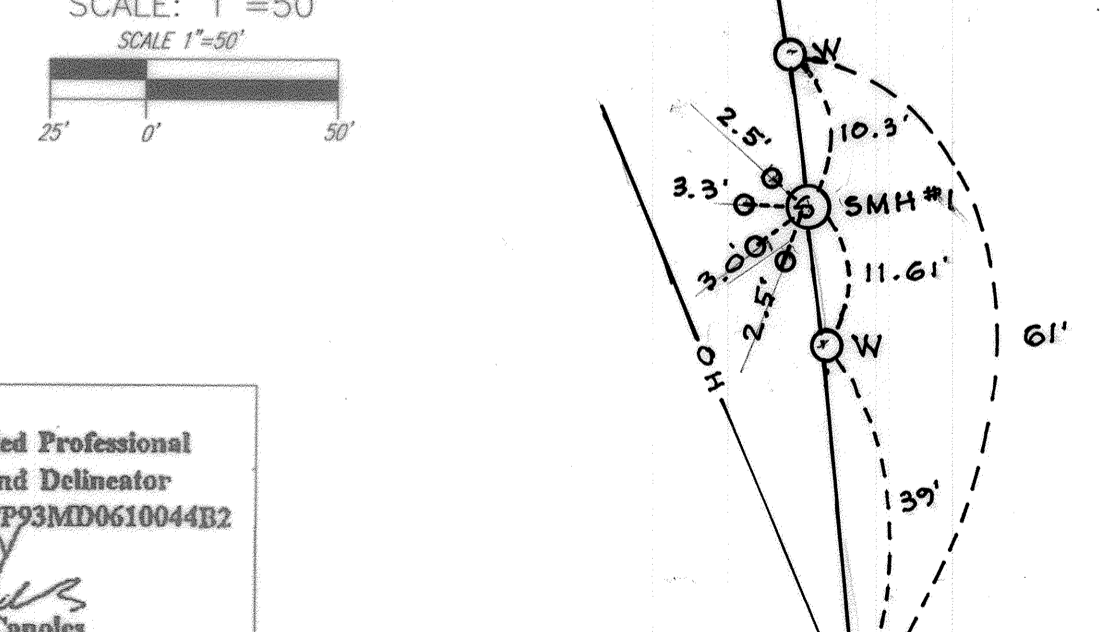 SCALE: 1"=50'
SCALE 1"=50'
25' 0' 50'
W
10.3'
2.5'
3.3'
S
SMH #1
3.0'
2.5'
11.61'
W
61'
OH
39'
ed Professional
nd Delineator
P93MD0610044B2
Canoles